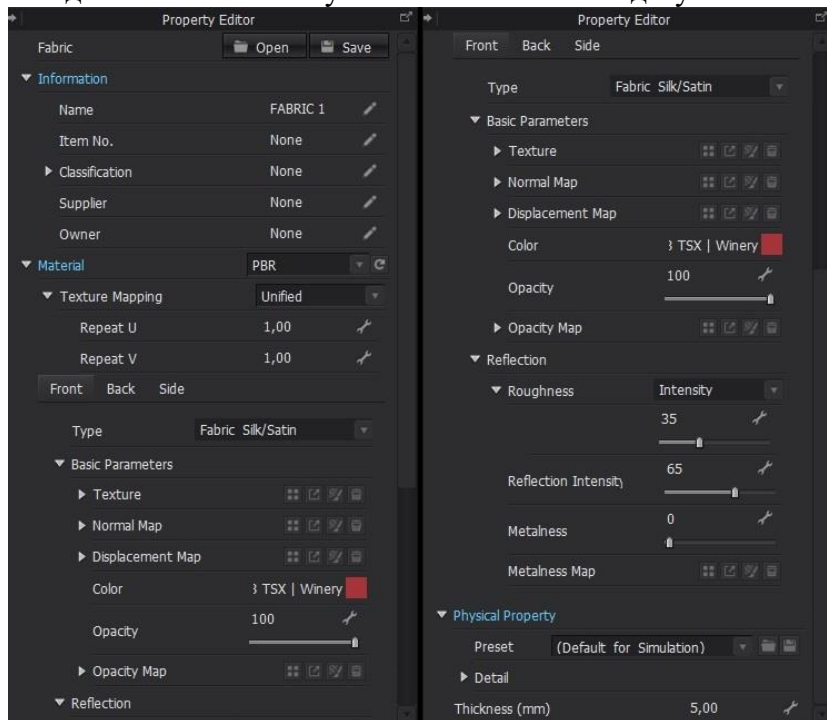 Property Editor
Fabric Open Save
Information
Name FABRIC 1
Item No. None
Classification None
Supplier None
Owner None
Material PBR
Texture Mapping Unified
Repeat U 1,00
Repeat V 1,00
Front Back Side
Type Fabric Silk/Satin
Basic Parameters
Texture
Normal Map
Displacement Map
Color 3 TSX | Winery
Opacity 100
Opacity Map
Reflection
Property Editor
Front Back Side
Type Fabric Silk/Satin
Basic Parameters
Texture
Normal Map
Displacement Map
Color 3 TSX | Winery
Opacity 100
Opacity Map
Reflection
Roughness Intensity
35
Reflection Intensity 65
Metalness 0
Metalness Map
Physical Property
Preset (Default for Simulation)
Detail
Thickness (mm) 5,00